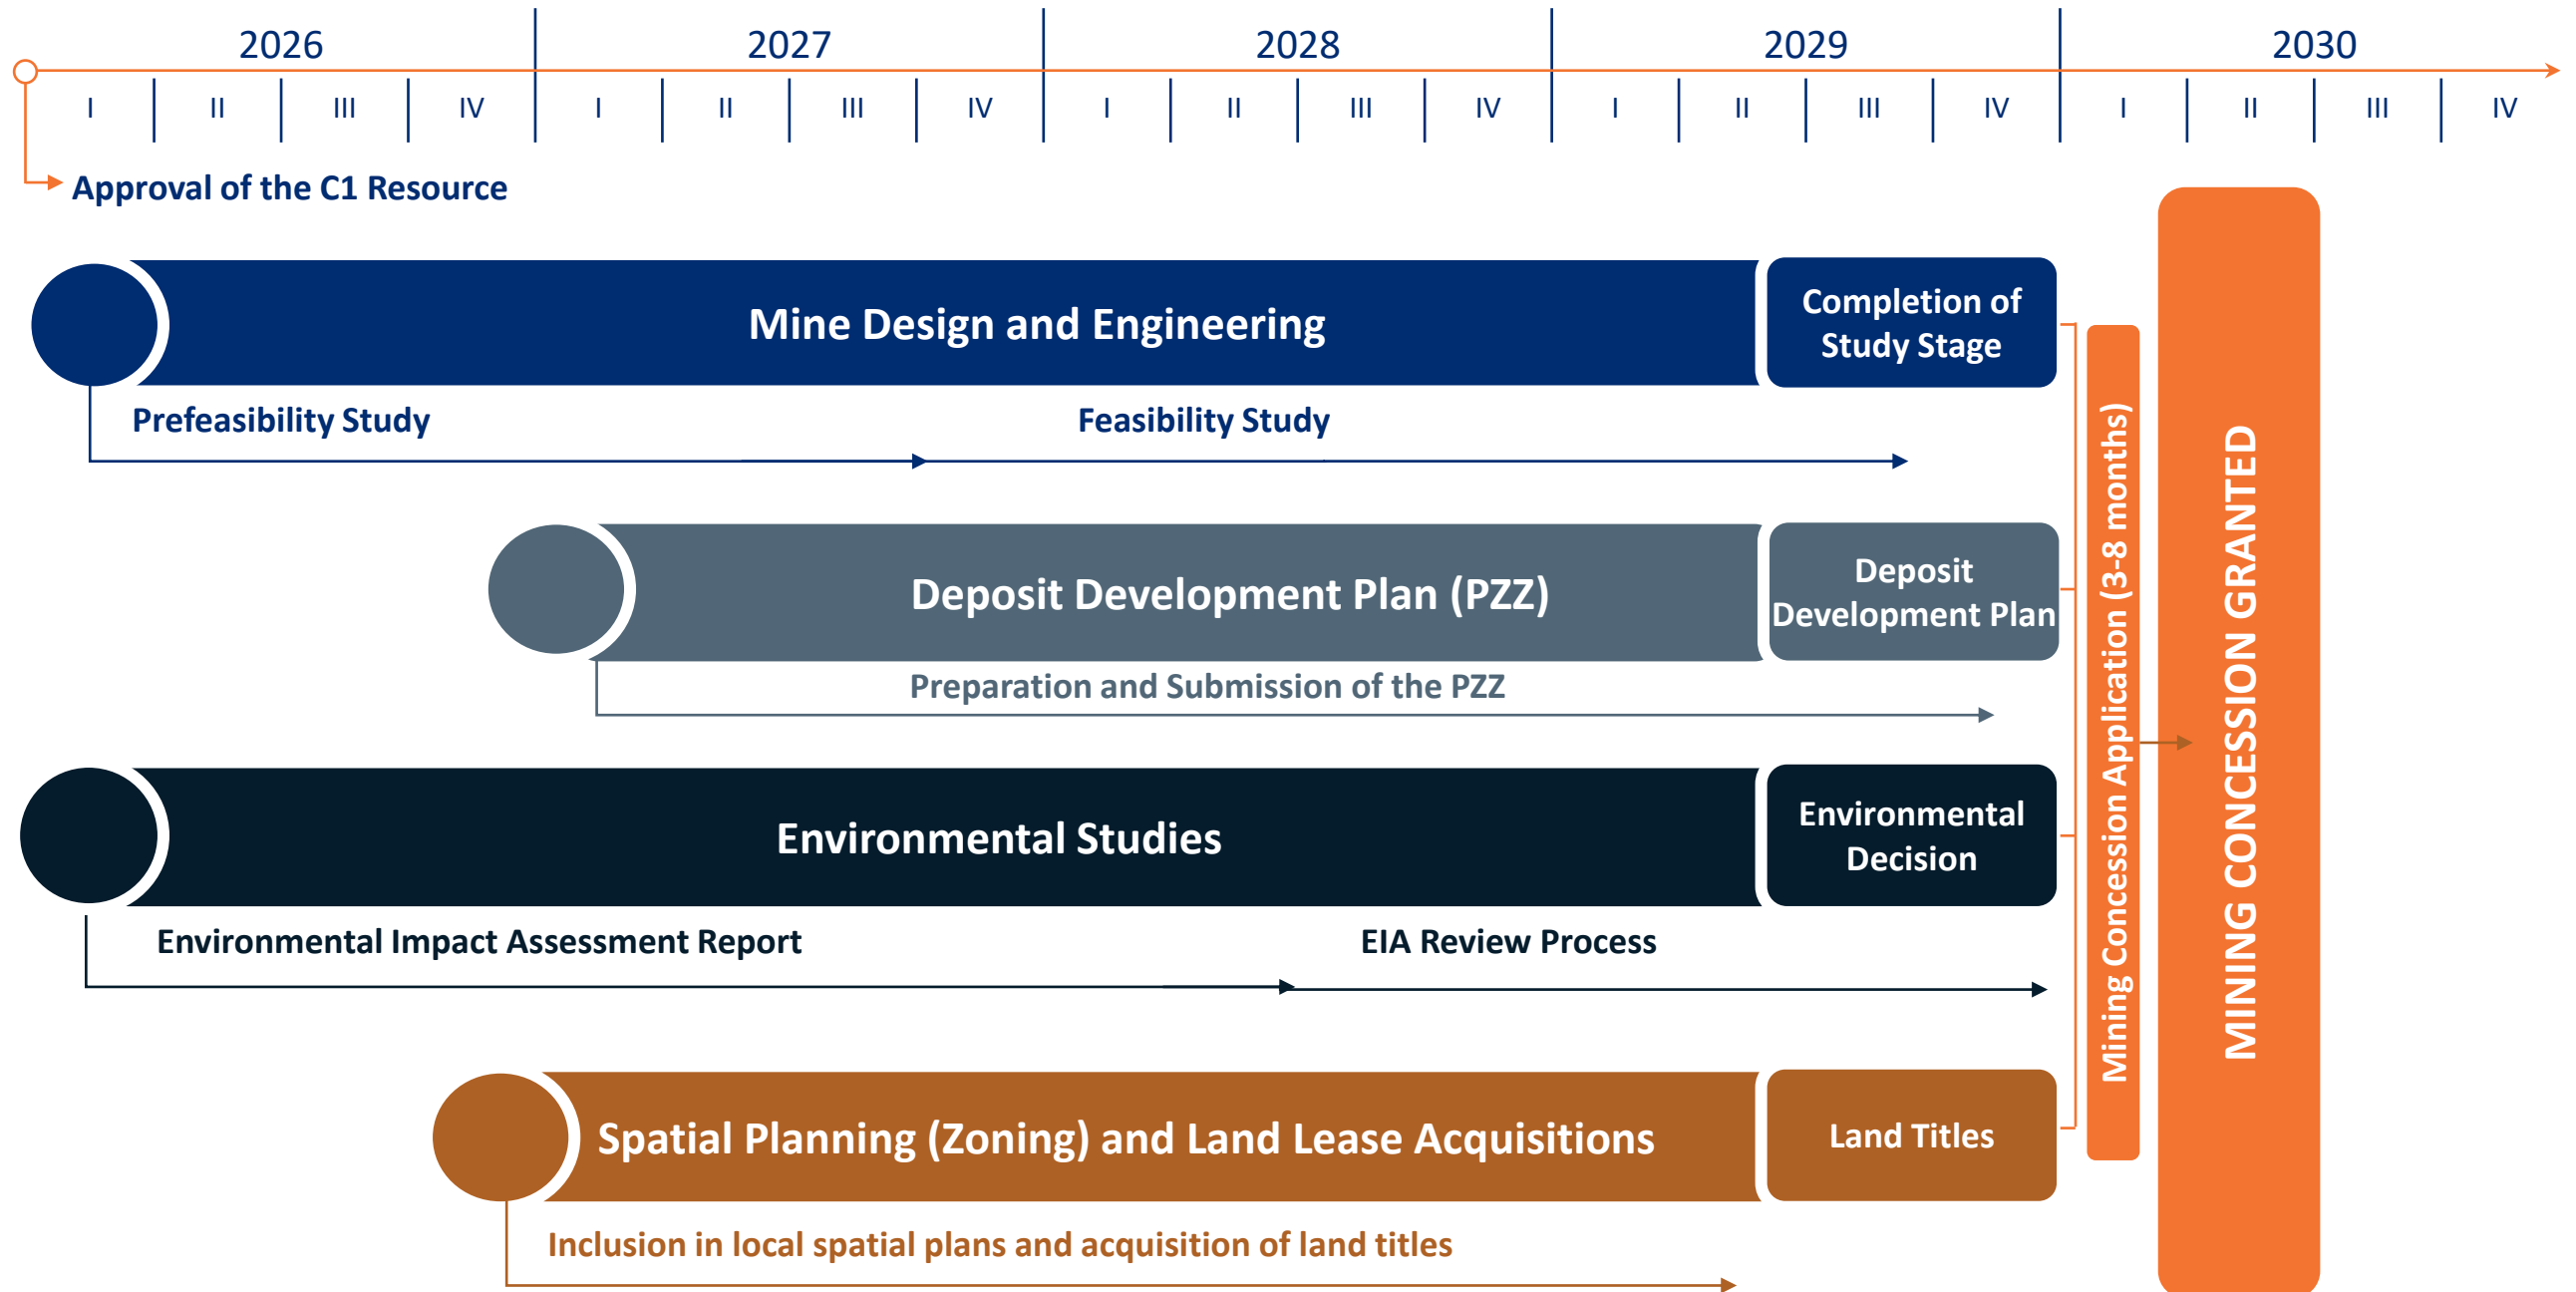 2026 2027 2028 2029 2030
I II III IV I II III IV I II III IV I II III IV I II III IV
Approval of the C1 Resource
Mine Design and Engineering
Completion of
Study Stage
Prefeasibility Study
Feasibility Study
Deposit Development Plan (PZZ)
Deposit
Development Plan
Preparation and Submission of the PZZ
Environmental Studies
Environmental
Decision
Environmental Impact Assessment Report
EIA Review Process
Spatial Planning (Zoning) and Land Lease Acquisitions
Land Titles
Inclusion in local spatial plans and acquisition of land titles
Mining Concession Application (3-8 months)
MINING CONCESSION GRANTED